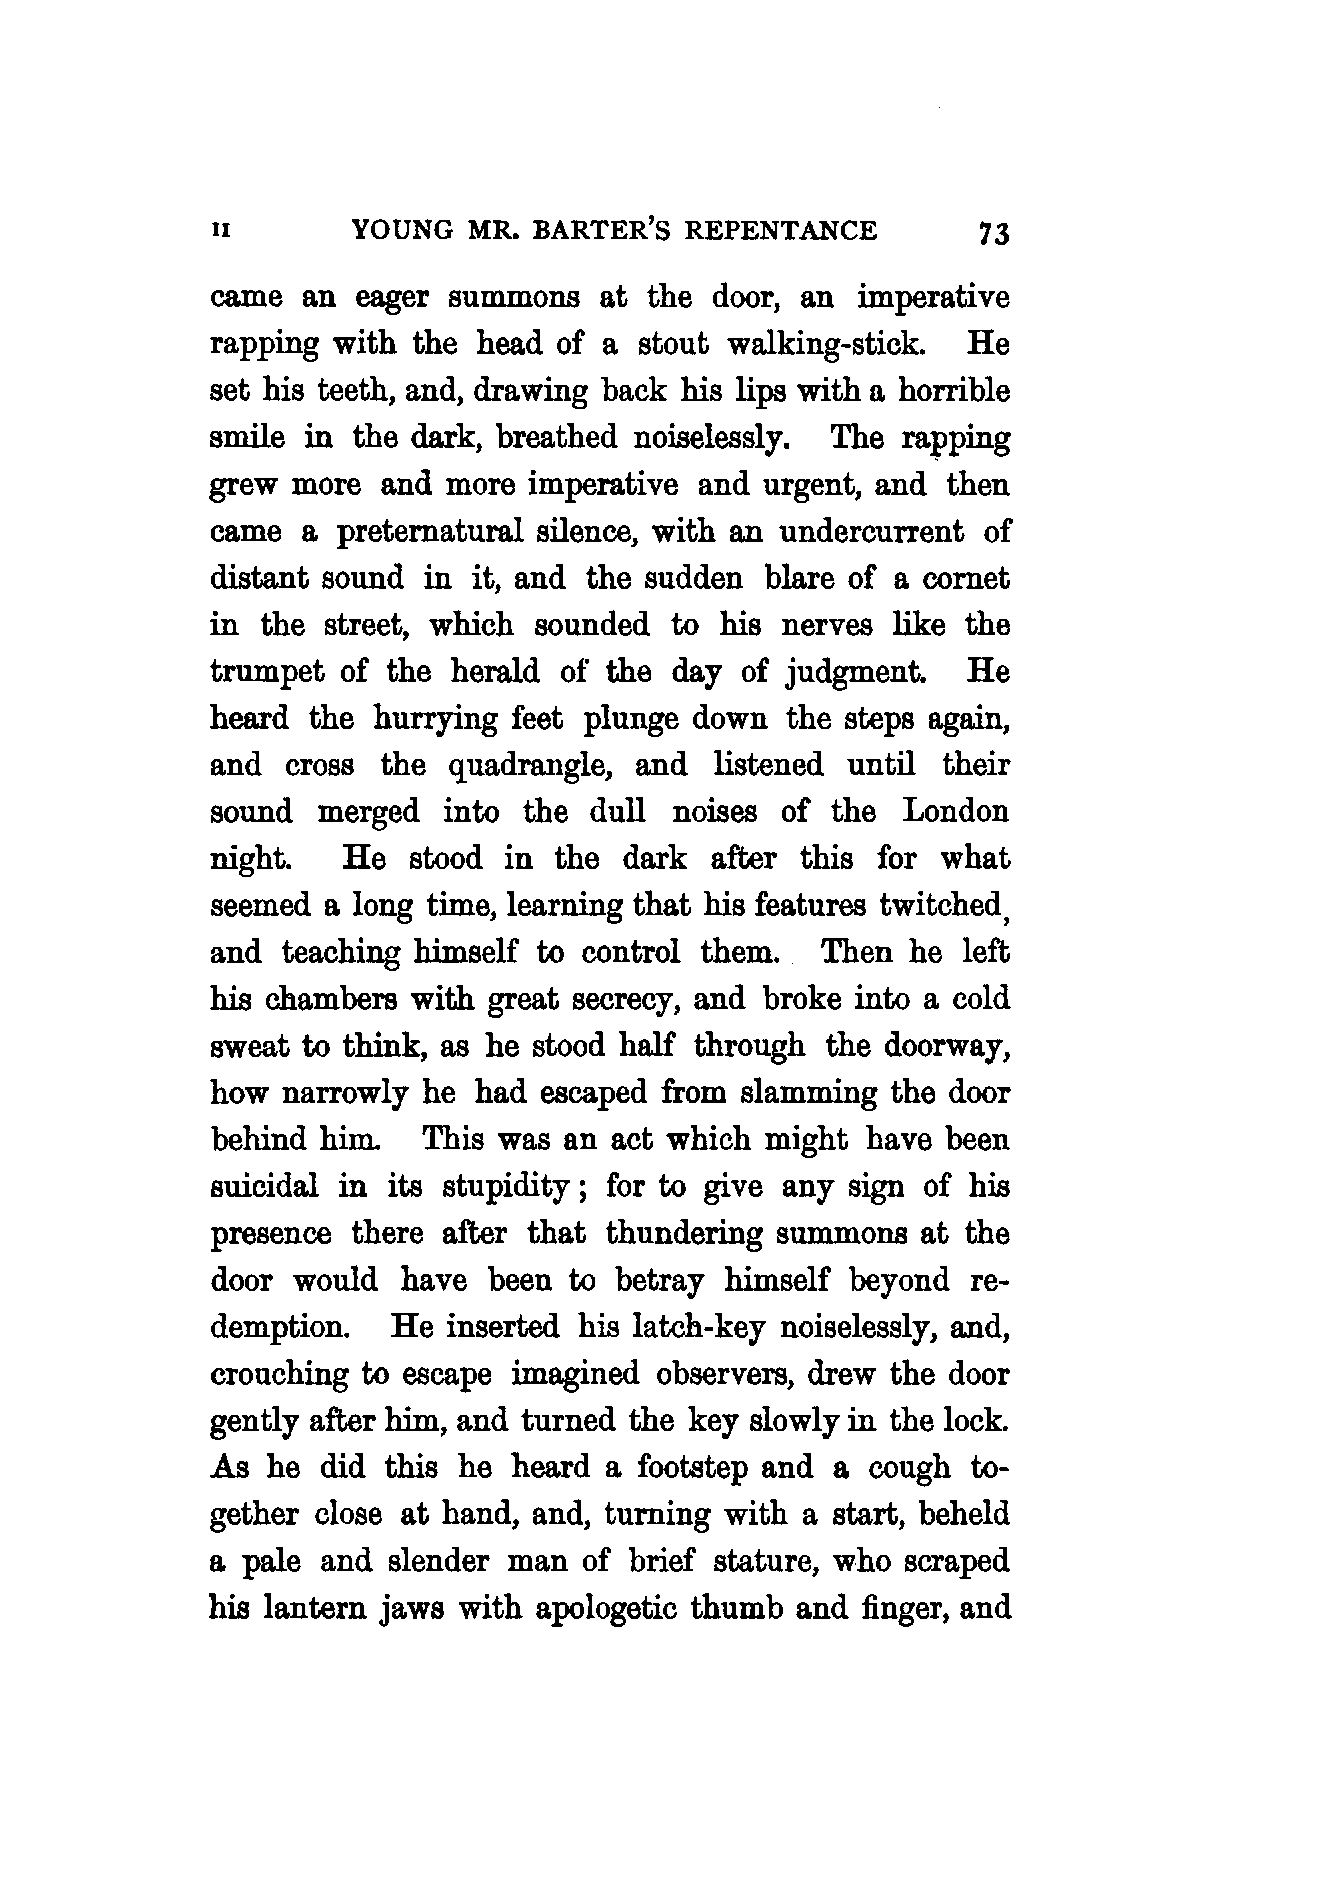 II YOUNG MR. BARTER'S REPENTANCE 73
came an eager summons at the door, an imperative
rapping with the head of a stout walking-stick. He
set his teeth, and, drawing back his lips with a horrible
smile in the dark, breathed noiselessly. The rapping
grew more and more imperative and urgent, and then
came a preternatural silence, with an undercurrent of
distant sound in it, and the sudden blare of a cornet
in the street, which sounded to his nerves like the
trumpet of the herald of the day of judgment. He
heard the hurrying feet plunge down the steps again,
and cross the quadrangle, and listened until their
sound merged into the dull noises of the London
night. He stood in the dark after this for what
seemed a long time, learning that his features twitched,
and teaching himself to control them. Then he left
his chambers with great secrecy, and broke into a cold
sweat to think, as he stood half through the doorway,
how narrowly he had escaped from slamming the door
behind him. This was an act which might have been
suicidal in its stupidity; for to give any sign of his
presence there after that thundering summons at the
door would have been to betray himself beyond re-
demption. He inserted his latch-key noiselessly, and,
crouching to escape imagined observers, drew the door
gently after him, and turned the key slowly in the lock.
As he did this he heard a footstep and a cough to-
gether close at hand, and, turning with a start, beheld
a pale and slender man of brief stature, who scraped
his lantern jaws with apologetic thumb and finger, and